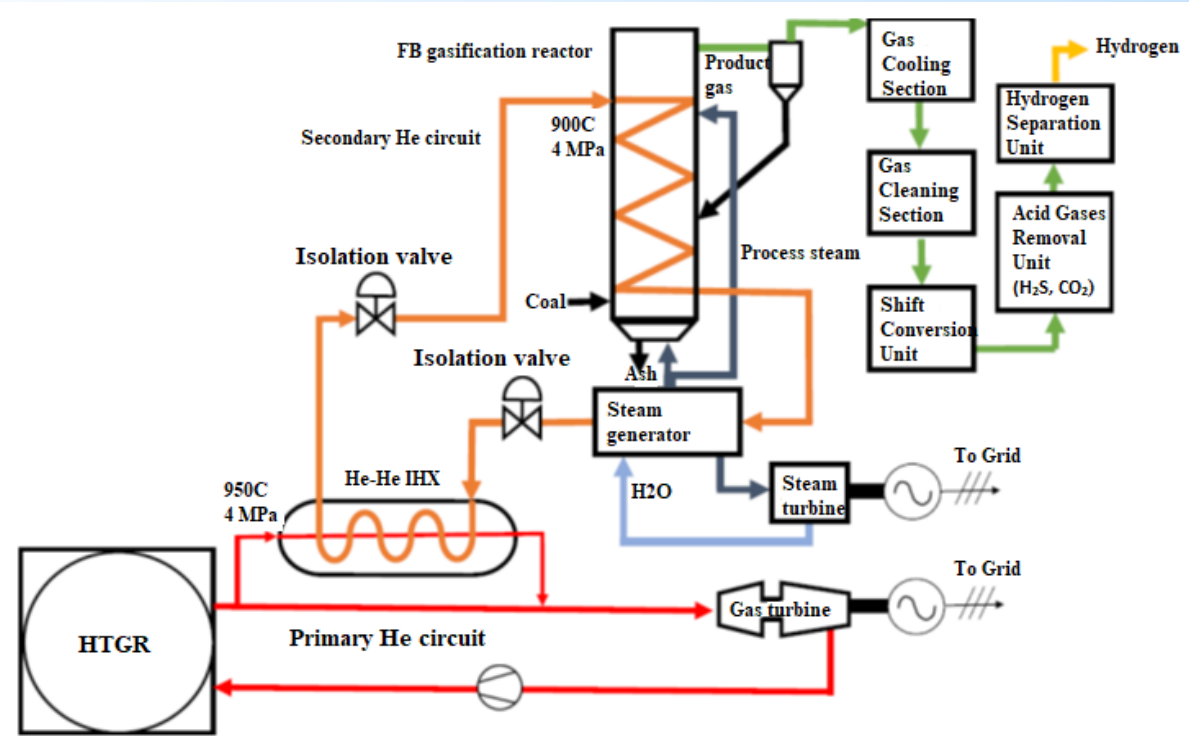 FB gasification reactor
Product
gas
Gas
Cooling
Section
Hydrogen
Hydrogen
Separation
Unit
900C
4 MPa
Secondary He circuit
Gas
Cleaning
Section
Acid Gases
Removal
Unit
(H₂S, CO₂)
Process steam
Isolation valve
Coal
Shift
Conversion
Unit
Isolation valve
Ash
Steam
generator
He-He IHX
950C
4 MPa
H2O
Steam
turbine
To Grid
To Grid
Gas turbine
Primary He circuit
HTGR